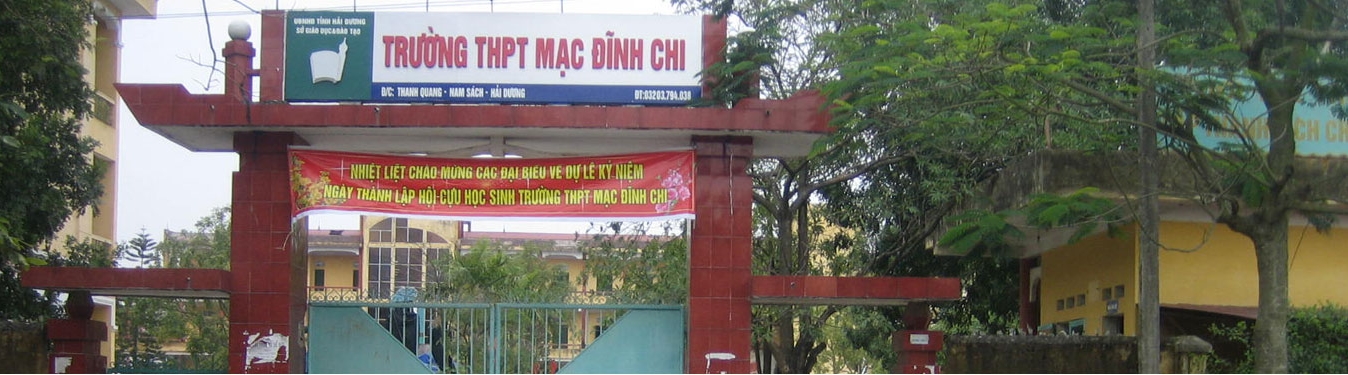 UBND TỈNH HẢI DƯƠNG
SỞ GIÁO DỤC&ĐÀO TẠO
TRƯỜNG THPT MẠC ĐĨNH CHI
Đ/C: THANH QUANG - NAM SÁCH - HẢI DƯƠNG ĐT:03203.794.038
NHIỆT LIỆT CHÀO MỪNG CÁC ĐẠI BIỂU VỀ DỰ LỄ KỶ NIỆM
NGÀY THÀNH LẬP HỘI CỰU HỌC SINH TRƯỜNG THPT MẠC ĐĨNH CHI